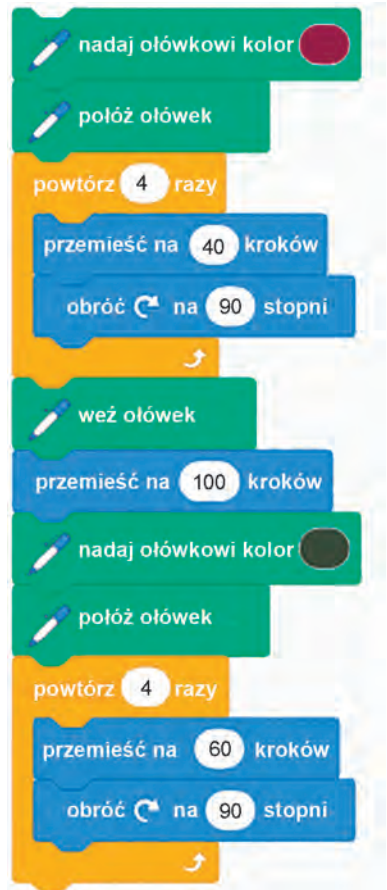 nadaj ołówkowi kolor
połóż ołówek
powtórz 4 razy
przemieść na 40 kroków
obróć na 90 stopni
weź ołówek
przemieść na 100 kroków
nadaj ołówkowi kolor
połóż ołówek
powtórz 4 razy
przemieść na 60 kroków
obróć na 90 stopni